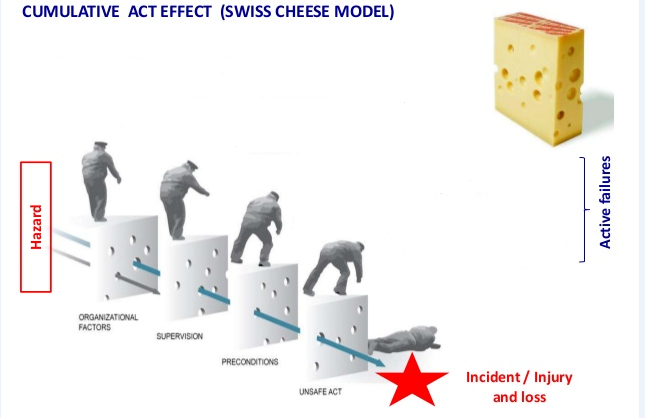 CUMULATIVE ACT EFFECT (SWISS CHEESE MODEL)
Hazard
Active failures
ORGANIZATIONAL
FACTORS
SUPERVISION
PRECONDITIONS
UNSAFE ACT
Incident / Injury
and loss